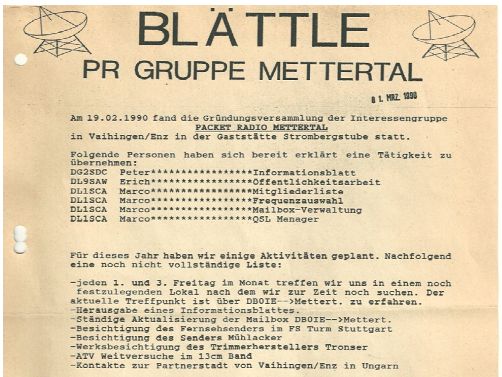 BLÄTTLE
PR GRUPPE METTERTAL
01. MRZ. 1990
Am 19.02.1990 fand die Gründungsversammlung der Interessengruppe
PACKET RADIO METTERTAL
in Vaihingen/Enz in der Gaststätte Strombergstube statt.
Folgende Personen haben sich bereit erklärt eine Tätigkeit zu
übernehmen:
DG2SDC Peter******************Informationsblatt
DL9SAW Erich******************Öffentlichkeitsarbeit
DL1SCA Marco******************Mitgliederliste
DL1SCA Marco******************Frequenzauswahl
DL1SCA Marco******************Mailbox-Verwaltung
DL1SCA Marco******************QSL Manager
Für dieses Jahr haben wir einige Aktivitäten geplant. Nachfolgend
eine noch nicht vollständige Liste:
-jeden 1. und 3. Freitag im Monat treffen wir uns in einem noch
festzulegenden Lokal nach dem wir zur Zeit noch suchen. Der
aktuelle Treffpunkt ist über DB0IE-->Mettert. zu erfahren.
-Herausgabe eines Informationsblattes.
-Ständige Aktualisierung der Mailbox DB0IE-->Mettert.
-Besichtigung des Fernsehsenders im FS Turm Stuttgart
-Besichtigung des Senders Mühlacker
-Werksbesichtigung des Trimmerherstellers Tronser
-ATV Weitversuche im 13cm Band
-Kontakte zur Partnerstadt von Vaihingen/Enz in Ungarn